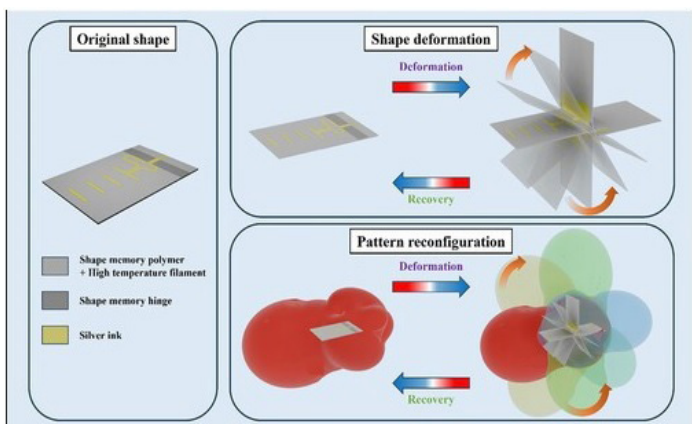 Original shape
Shape memory polymer
+ High temperature filament
Shape memory hinge
Silver ink
Shape deformation
Deformation
Recovery
Pattern reconfiguration
Deformation
Recovery